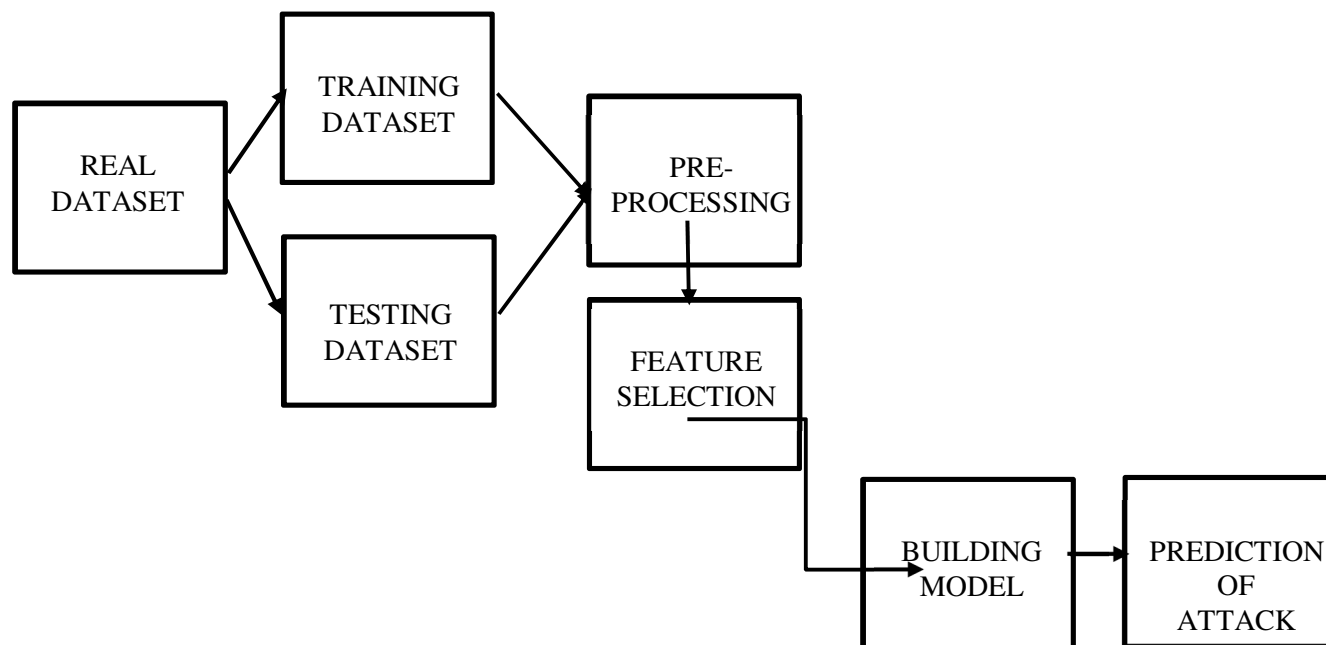 REAL
DATASET
TRAINING
DATASET
TESTING
DATASET
PRE-
PROCESSING
FEATURE
SELECTION
BUILDING
MODEL
PREDICTION
OF
ATTACK